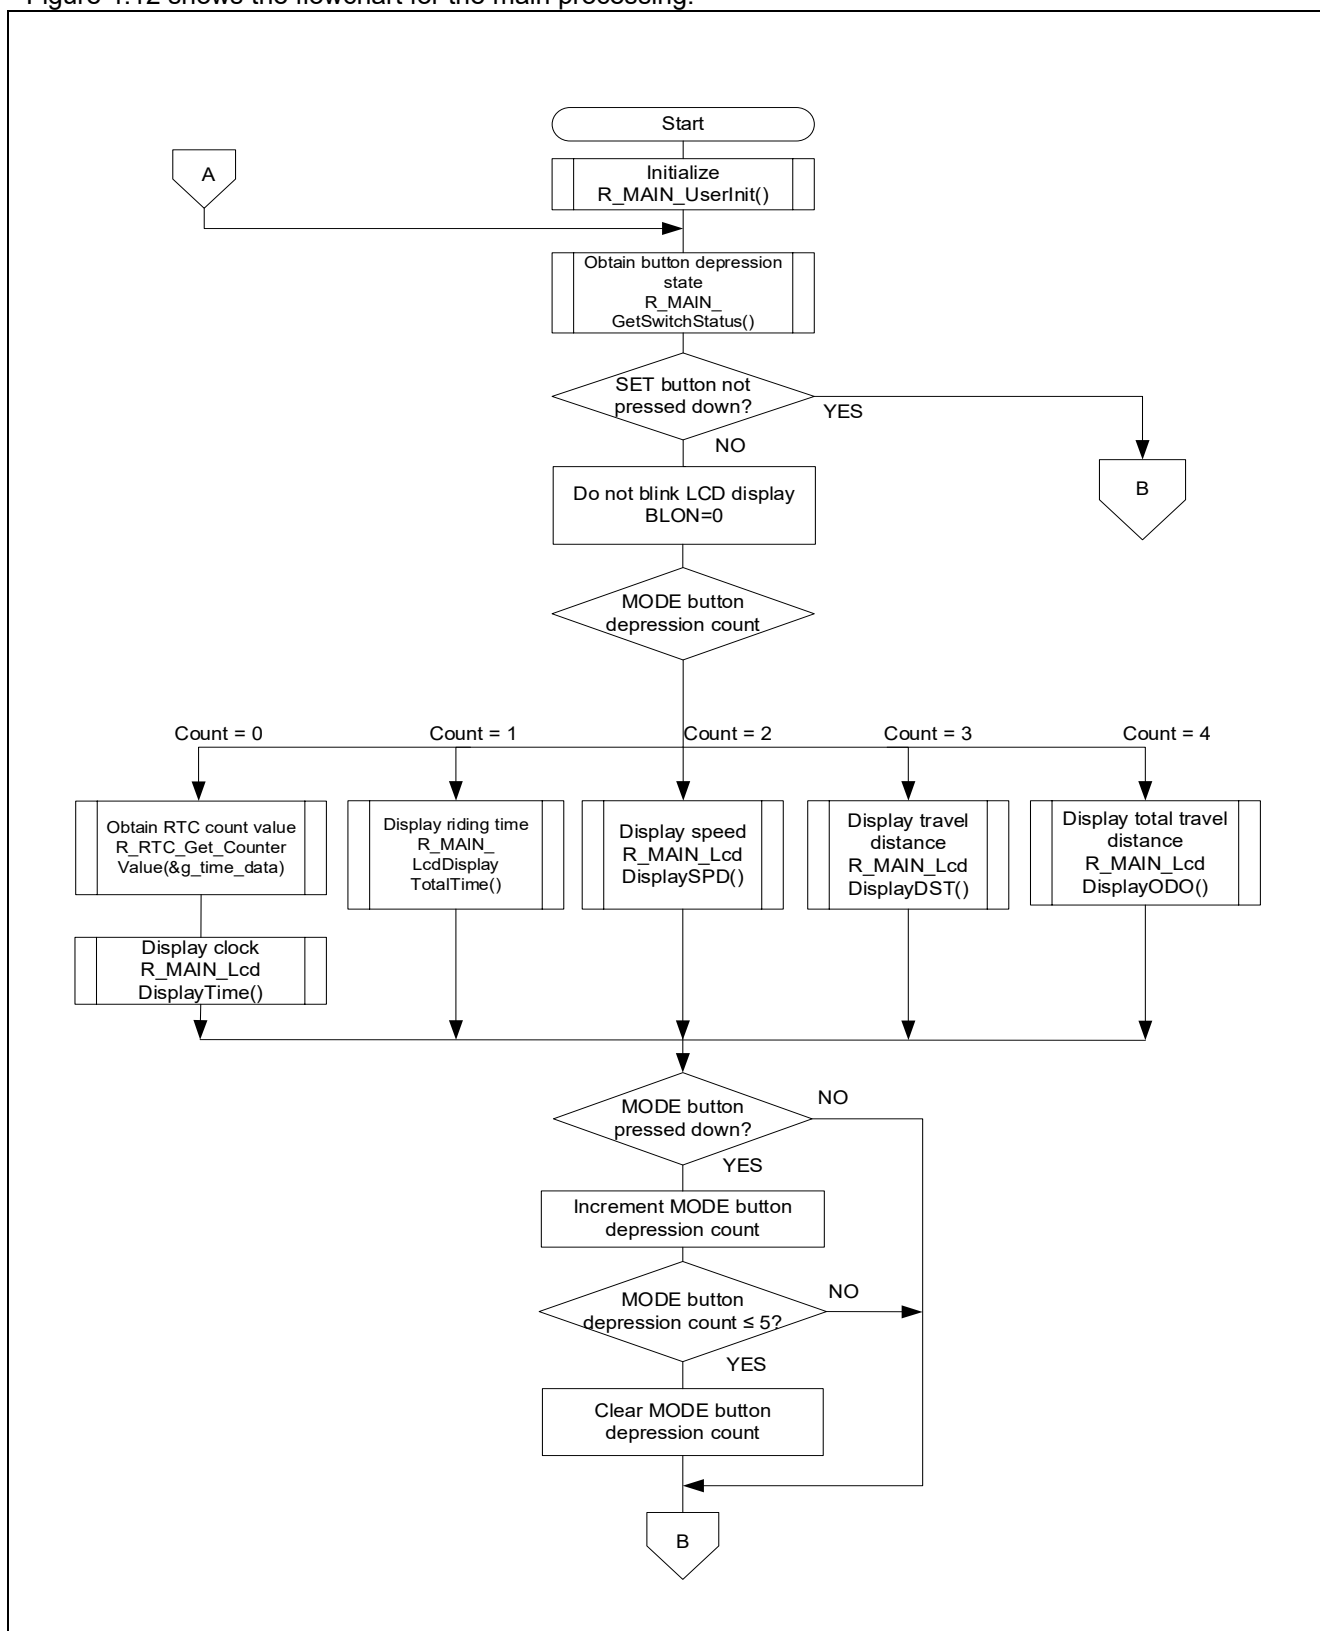 Figure 4.12 shows the flowchart for the main processing.
Start
A
Initialize
R_MAIN_UserInit()
Obtain button depression
state
R_MAIN_
GetSwitchStatus()
SET button not
pressed down?
YES
NO
B
Do not blink LCD display
BLON=0
MODE button
depression count
Count = 0
Count = 1
Count = 2
Count = 3
Count = 4
Obtain RTC count value
R_RTC_Get_Counter
Value(&g_time_data)
Display riding time
R_MAIN_
LcdDisplay
TotalTime()
Display speed
R_MAIN_Lcd
DisplaySPD()
Display travel
distance
R_MAIN_Lcd
DisplayDST()
Display total travel
distance
R_MAIN_Lcd
DisplayODO()
Display clock
R_MAIN_Lcd
DisplayTime()
MODE button
pressed down?
NO
YES
Increment MODE button
depression count
MODE button
depression count ≤ 5?
NO
YES
Clear MODE button
depression count
B